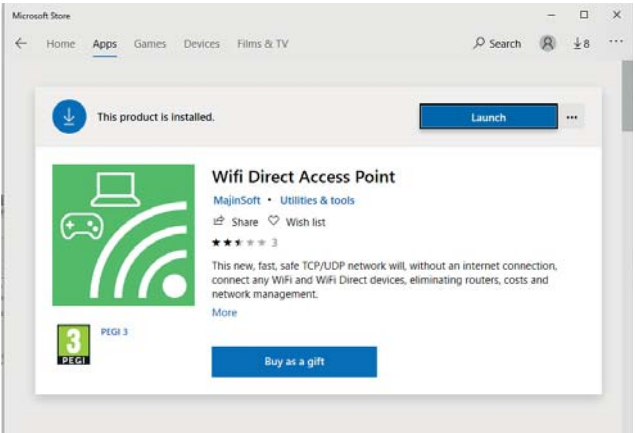 Microsoft Store
Home Apps Games Devices Films & TV Search 8
This product is installed.
Launch
Wifi Direct Access Point
MajinSoft • Utilities & tools
Share Wish list
3
This new, fast, safe TCP/UDP network will, without an internet connection,
connect any WiFi and WiFi Direct devices, eliminating routers, costs and
network management.
More
3
PEGI
PEGI 3
Buy as a gift